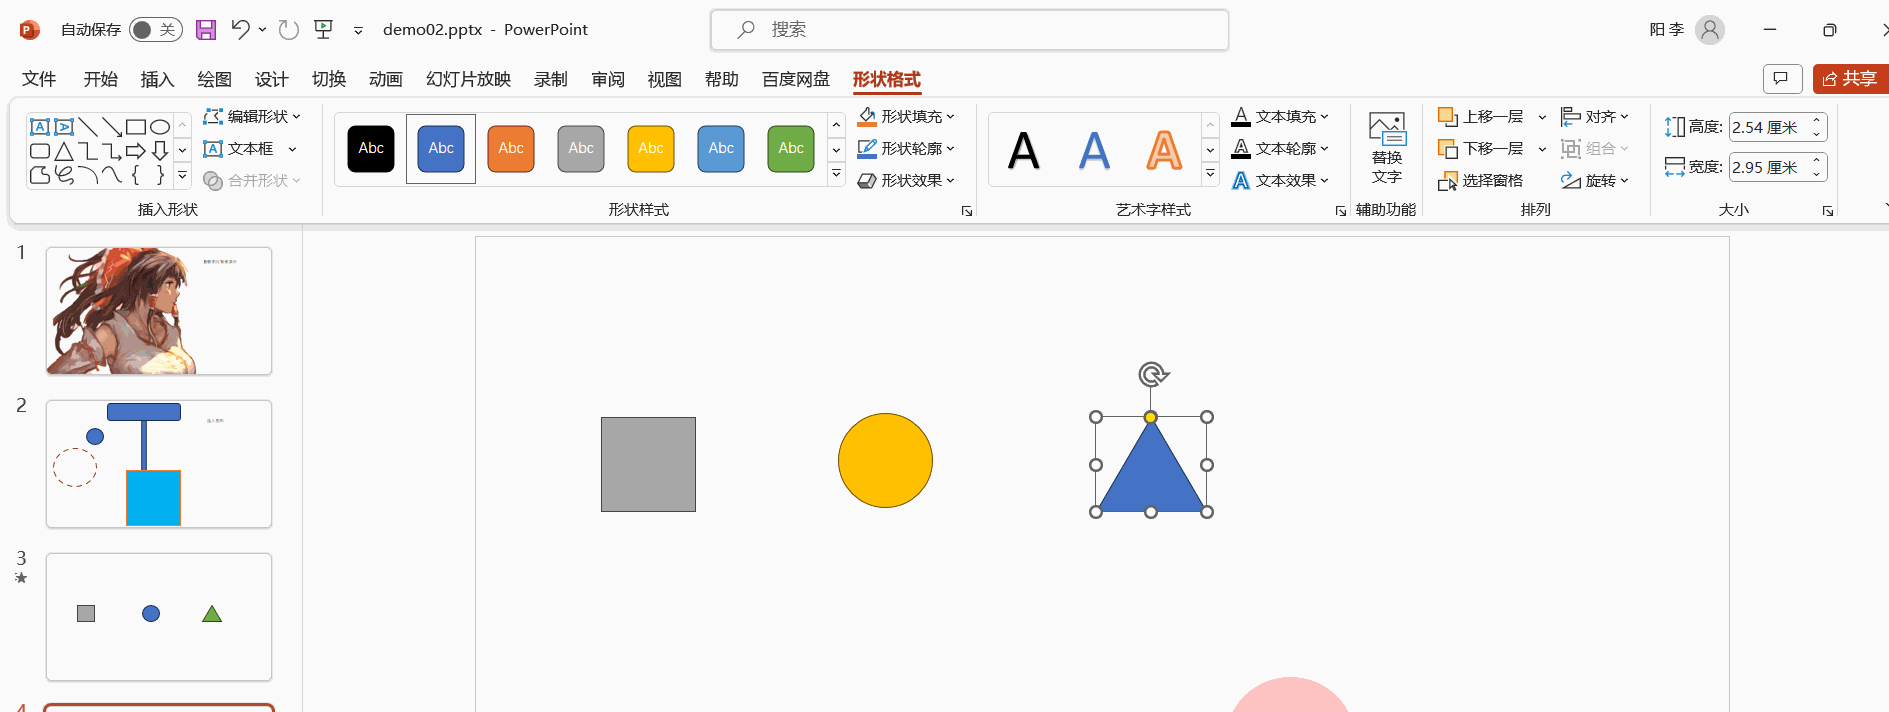 自动保存 关 demo02.pptx - PowerPoint 搜索 阳 李
文件 开始 插入 绘图 设计 切换 动画 幻灯片放映 录制 审阅 视图 帮助 百度网盘 形状格式 共享
编辑形状
文本框
合并形状
插入形状
Abc Abc Abc Abc Abc Abc Abc
形状填充
形状轮廓
形状效果
形状样式
A A A
文本填充
文本轮廓
文本效果
艺术字样式
替换
文字
辅助功能
上移一层
下移一层
选择窗格
对齐
组合
旋转
排列
高度: 2.54 厘米
宽度: 2.95 厘米
大小
1
2
3
4